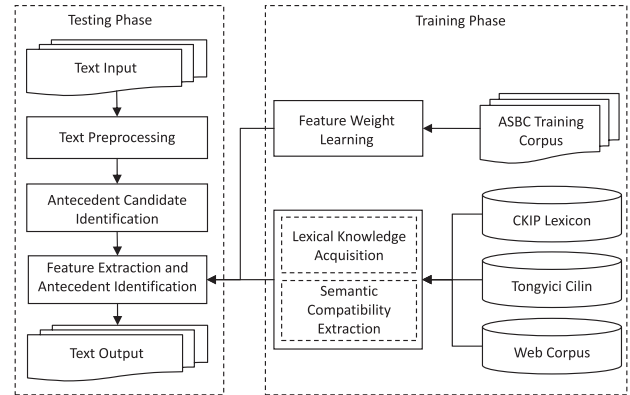 Testing Phase
Text Input
Text Preprocessing
Antecedent Candidate
Identification
Feature Extraction and
Antecedent Identification
Text Output
Training Phase
Feature Weight
Learning
ASBC Training
Corpus
Lexical Knowledge
Acquisition
Semantic
Compatibility
Extraction
CKIP Lexicon
Tongyici Cilin
Web Corpus